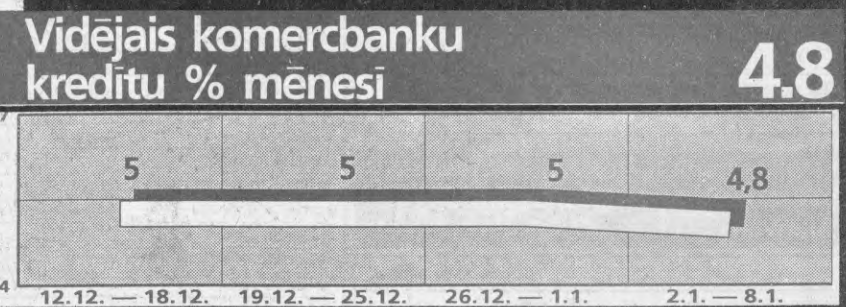 Vidējais komercbanku
kredītu % mēnesī
4.8
7
5 5 5 4,8
4
12.12. — 18.12. 19.12. — 25.12. 26.12. — 1.1. 2.1. — 8.1.